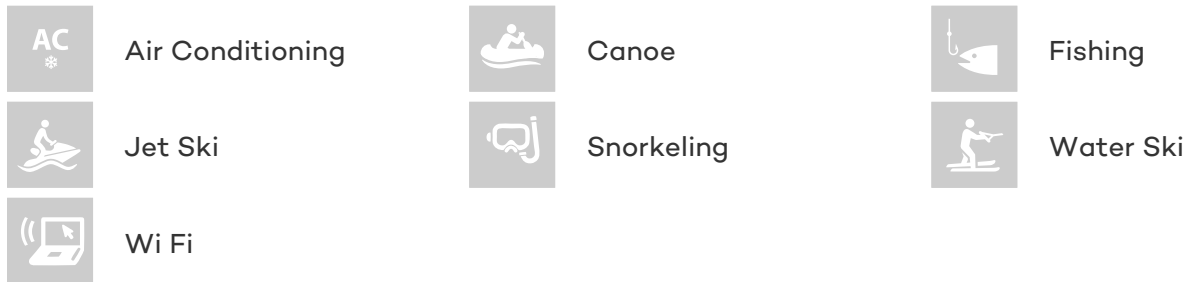 AC
Air Conditioning
Canoe
Fishing
Jet Ski
Snorkeling
Water Ski
Wi Fi